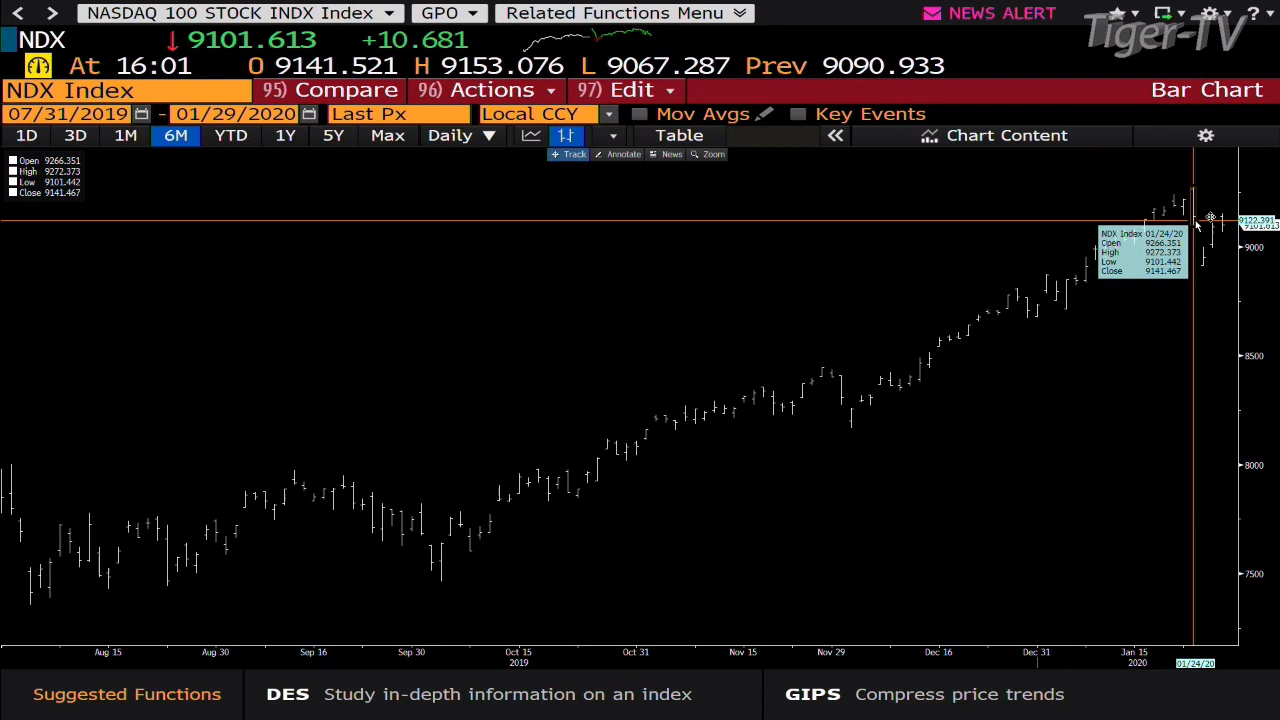 NASDAQ 100 STOCK INDX Index GPO Related Functions Menu NEWS ALERT ?
Tiger-TV
NDX 9101.613 +10.681
At 16:01 O 9141.521 H 9153.076 L 9067.287 Prev 9090.933
NDX Index 95) Compare 96) Actions 97) Edit Bar Chart
07/31/2019 - 01/29/2020 Last Px Local CCY Mov Avgs Key Events
1D 3D 1M 6M YTD 1Y 5Y Max Daily Table Chart Content
Track Annotate News Zoom
Open 9266.351
High 9272.373
Low 9101.442
Close 9141.467
9122.391
9101.613
NDX Index 01/24/20
Open 9266.351
High 9272.373
Low 9101.442
Close 9141.467
9000
8500
8000
7500
Aug 15 Aug 30 Sep 16 Sep 30 Oct 15 Oct 31 Nov 15 Nov 29 Dec 16 Dec 31 Jan 15
2019 2020 01/24/20
Suggested Functions DES Study in-depth information on an index GIPS Compress price trends